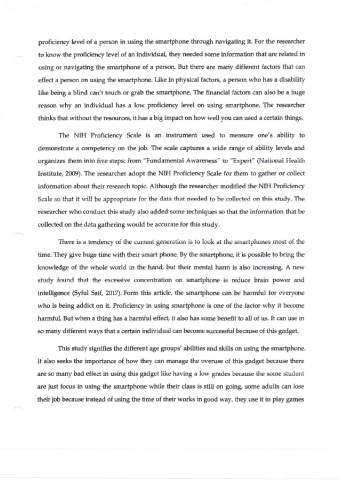 proficiency level of a person in using the smartphone through navigating it. For the researcher
to know the proficiency level of an individual, they needed some information that are related in
using or navigating the smartphone of a person. But there are many different factors that can
effect a person on using the smartphone. Like in physical factors, a person who has a disability
like being a blind can't touch or grab the smartphone. The financial factors can also be a huge
reason why an individual has a low proficiency level on using smartphone. The researcher
thinks that without the resources, it has a big impact on how well you can used a certain things.
The NIH Proficiency Scale is an instrument used to measure one's ability to
demonstrate a competency on the job. The scale captures a wide range of ability levels and
organizes them into five steps; from "Fundamental Awareness" to "Expert" (National Health
Institute, 2009). The researcher adopt the NIH Proficiency Scale for them to gather or collect
information about their research topic. Although the researcher modified the NIH Proficiency
Scale so that it will be appropriate for the data that needed to be collected on this study. The
researcher who conduct this study also added some techniques so that the information that be
collected on the data gathering would be accurate for this study.
There is a tendency of the current generation is to look at the smartphones most of the
time. They give huge time with their smart phone. By the smartphone, it is possible to bring the
knowledge of the whole world in the hand, but their mental harm is also increasing. A new
study found that the excessive concentration on smartphone is reduce brain power and
intelligence (Syful Saif, 2017). Form this article, the smartphone can be harmful for everyone
who is being addict on it. Proficiency in using smartphone is one of the factor why it become
harmful. But when a thing has a harmful effect, it also has some benefit to all of us. It can use in
so many different ways that a certain individual can become successful because of this gadget.
This study signifies the different age groups' abilities and skills on using the smartphone.
It also seeks the importance of how they can manage the overuse of this gadget because there
are so many bad effect in using this gadget like having a low grades because the some student
are just focus in using the smartphone while their class is still on going, some adults can lose
their job because instead of using the time of their works in good way, they use it to play games